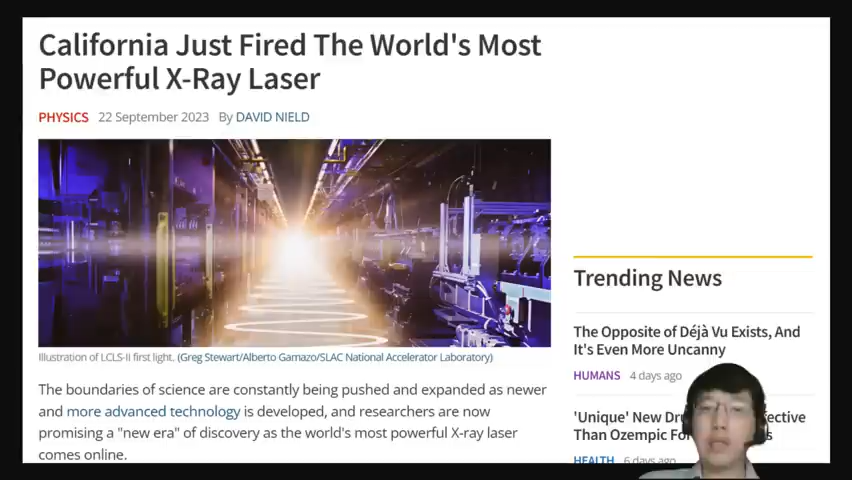 California Just Fired The World's Most
Powerful X-Ray Laser
PHYSICS 22 September 2023 By DAVID NIELD
Illustration of LCLS-II first light. (Greg Stewart/Alberto Gamazo/SLAC National Accelerator Laboratory)
The boundaries of science are constantly being pushed and expanded as newer
and more advanced technology is developed, and researchers are now
promising a "new era" of discovery as the world's most powerful X-ray laser
comes online.
Trending News
The Opposite of Déjà Vu Exists, And
It's Even More Uncanny
HUMANS 4 days ago
'Unique' New
Than Ozempic
HEALTH 6 days ago